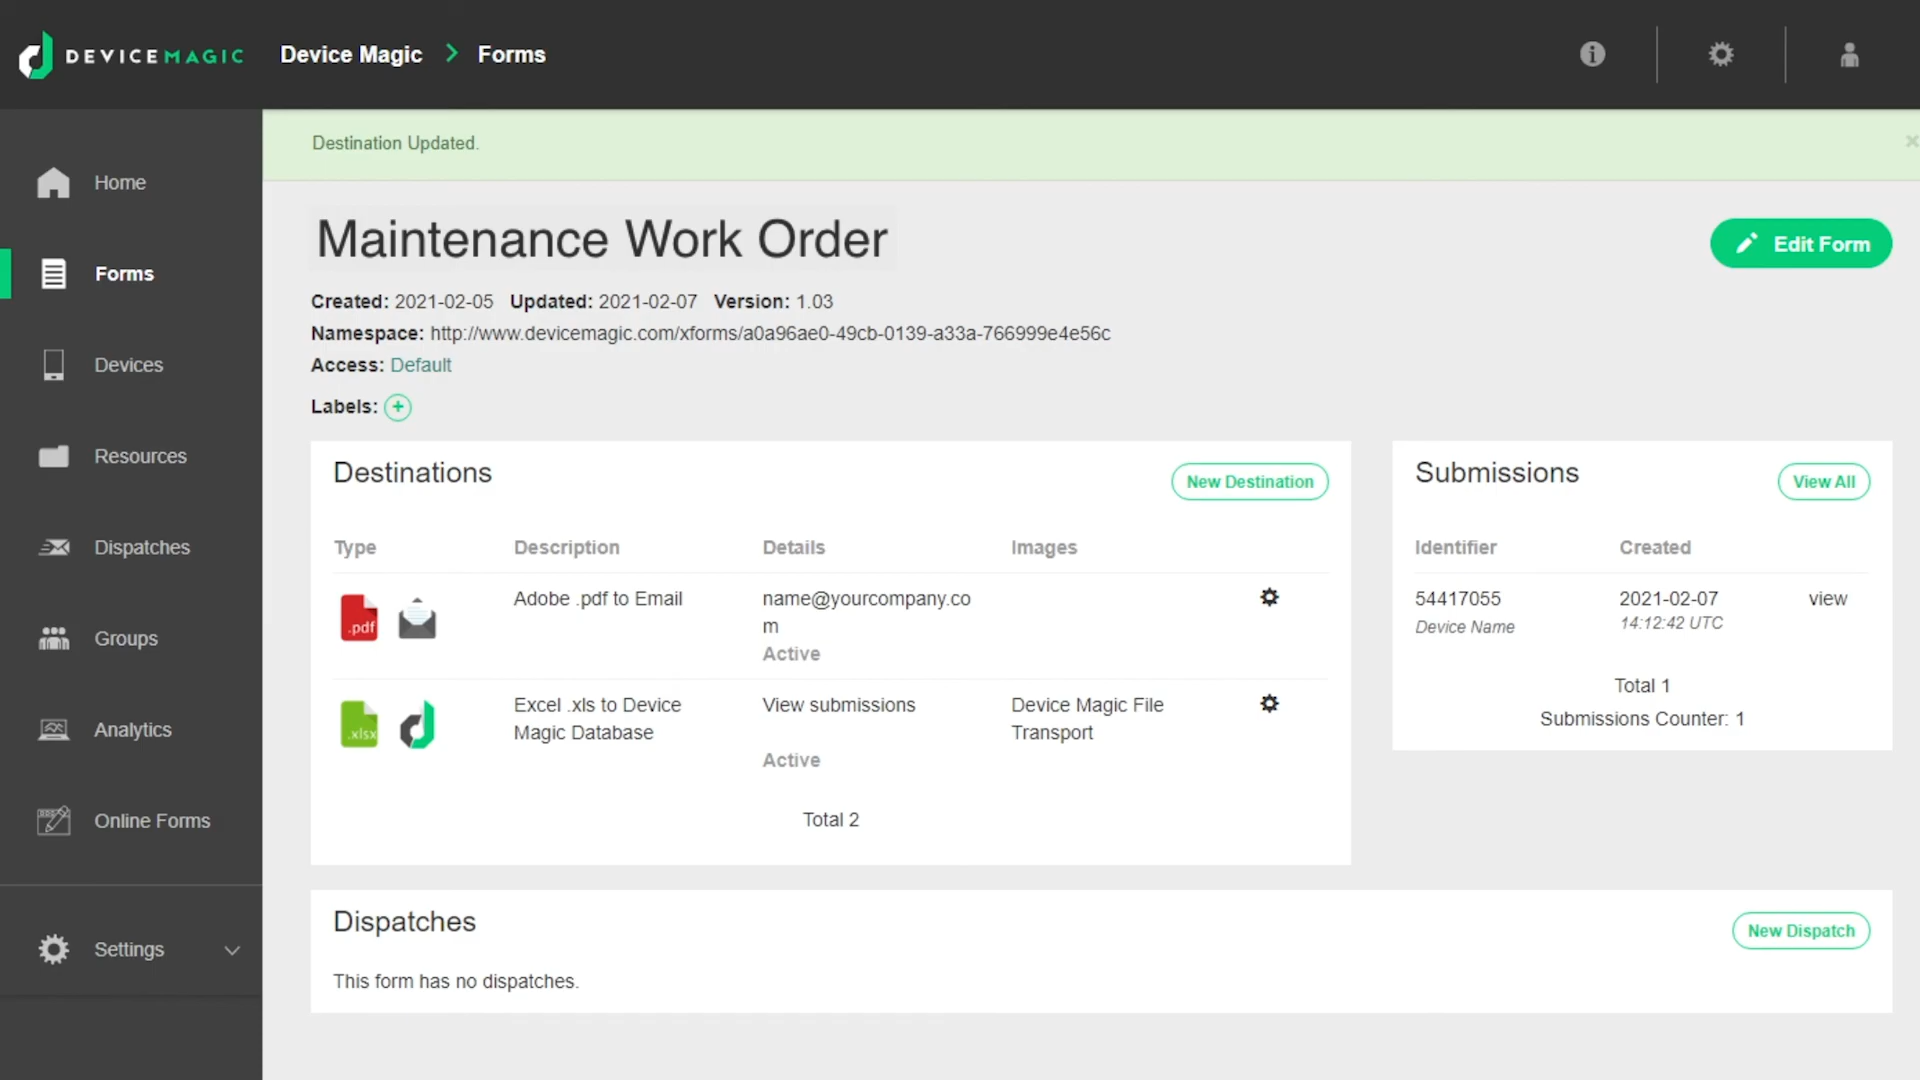 DEVICEMAGIC
Device Magic > Forms
Destination Updated.
×
Home
Forms
Devices
Resources
Dispatches
Groups
Analytics
Online Forms
Settings
Maintenance Work Order
Edit Form
Created: 2021-02-05 Updated: 2021-02-07 Version: 1.03
Namespace: http://www.devicemagic.com/xforms/a0a96ae0-49cb-0139-a33a-766999e4e56c
Access: Default
Labels: +
Destinations
New Destination
Type Description Details Images
.pdf
Adobe .pdf to Email
name@yourcompany.co
m
Active
.xlsx
Excel .xls to Device
Magic Database
View submissions
Active
Device Magic File
Transport
Total 2
Submissions
View All
Identifier Created
54417055
Device Name
2021-02-07
14:12:42 UTC
view
Total 1
Submissions Counter: 1
Dispatches
New Dispatch
This form has no dispatches.